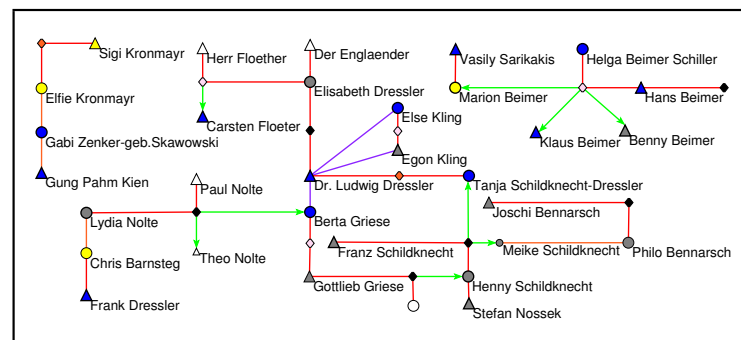 Sigi Kronmayr
Herr Floether
Der Englaender
Vasily Sarikakis
Helga Beimer Schiller
Elfie Kronmayr
Elisabeth Dressler
Marion Beimer
Hans Beimer
Carsten Floeter
Else Kling
Gabi Zenker-geb.Skawowski
Klaus Beimer
Benny Beimer
Egon Kling
Gung Pahm Kien
Paul Nolte
Dr. Ludwig Dressler
Tanja Schildknecht-Dressler
Joschi Bennarsch
Lydia Nolte
Berta Griese
Theo Nolte
Franz Schildknecht
Meike Schildknecht
Philo Bennarsch
Chris Barnsteg
Gottlieb Griese
Henny Schildknecht
Frank Dressler
Stefan Nossek